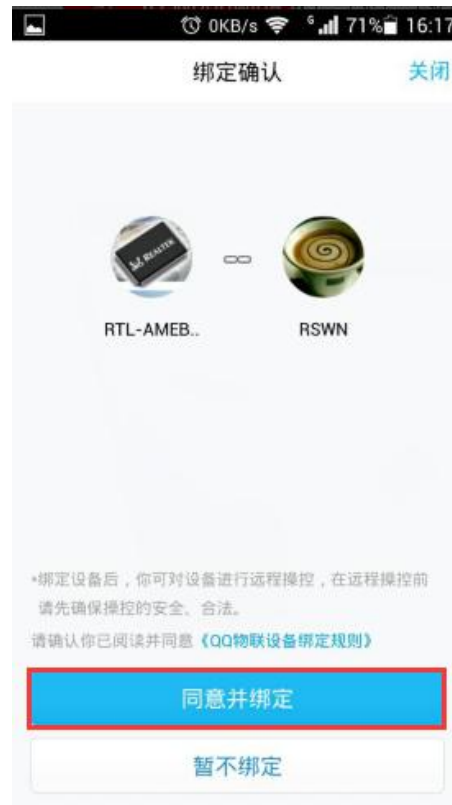 0KB/s G 71% 16:17
绑定确认 关闭
REALTEK
RTL-AMEB.. RSWN
*绑定设备后，你可对设备进行远程操控，在远程操控前
请先确保操控的安全、合法。
请确认你已阅读并同意《QQ物联设备绑定规则》
同意并绑定
暂不绑定